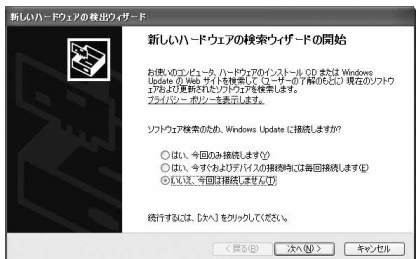 新しいハードウェアの検出ウィザード
新しいハードウェアの検索ウィザードの開始
お使いのコンピュータ、ハードウェアのインストール CD または Windows
Update の Web サイトを検索して (ユーザーの了解のもとに) 現在のソフトウ
ェアおよび更新されたソフトウェアを検索します。
プライバシー ポリシーを表示します。
ソフトウェア検索のため、Windows Update に接続しますか?
はい、今回のみ接続します(Y)
はい、今すぐおよびデバイスの接続時には毎回接続します(E)
いいえ、今回は接続しません(T)
続行するには、[次へ] をクリックしてください。
< 戻る(B)
次へ(N) >
キャンセル